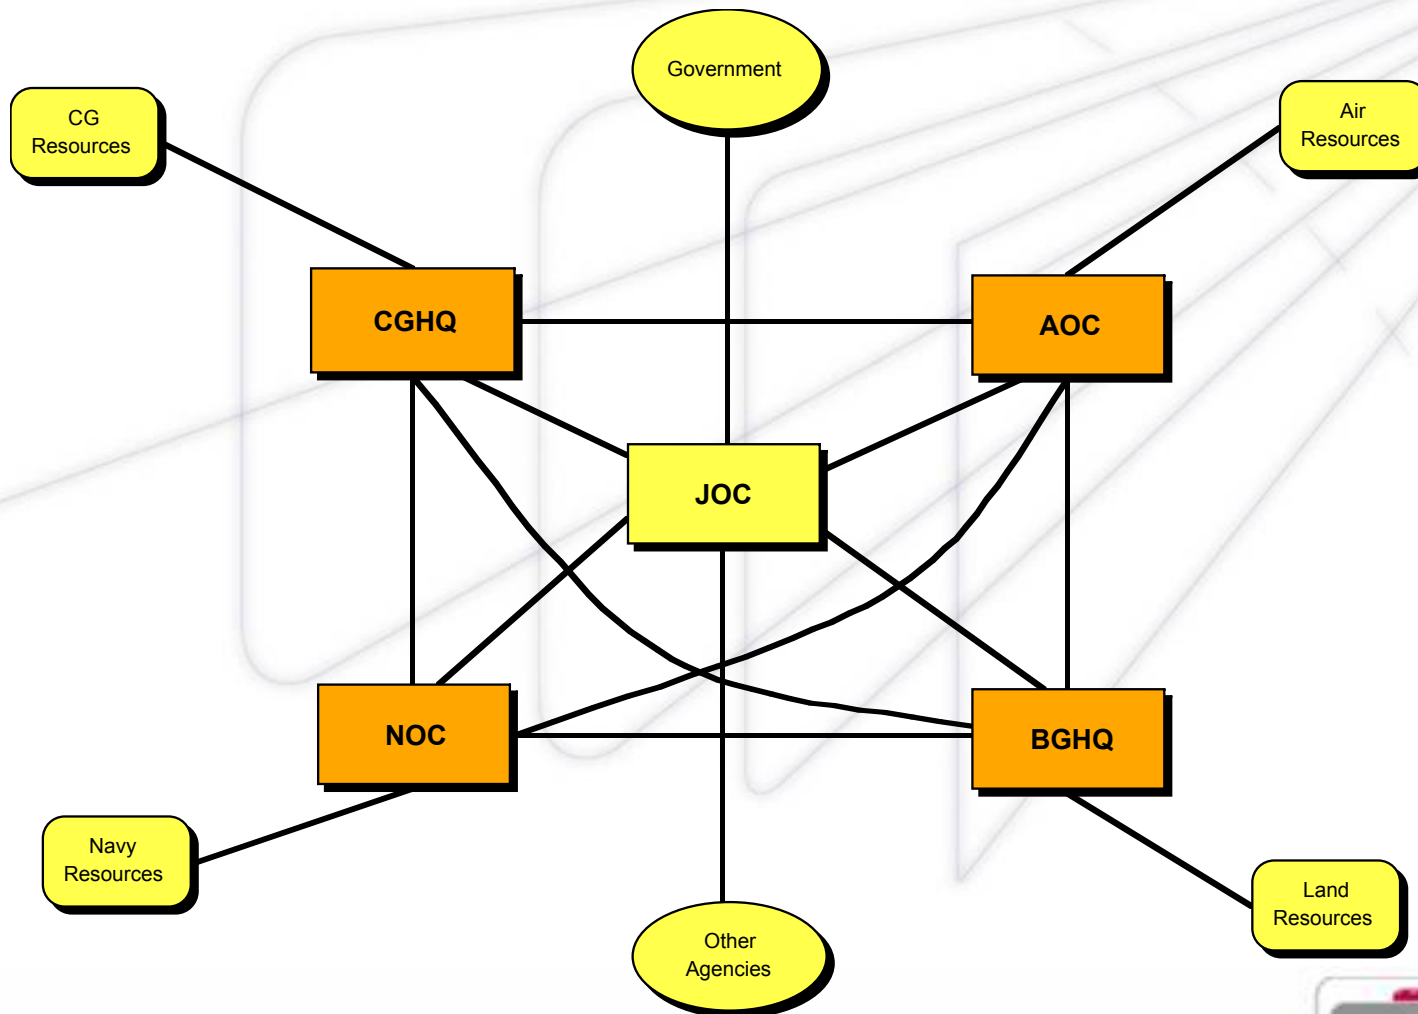 Government
CG
Resources
Air
Resources
CGHQ
AOC
JOC
NOC
BGHQ
Navy
Resources
Land
Resources
Other
Agencies